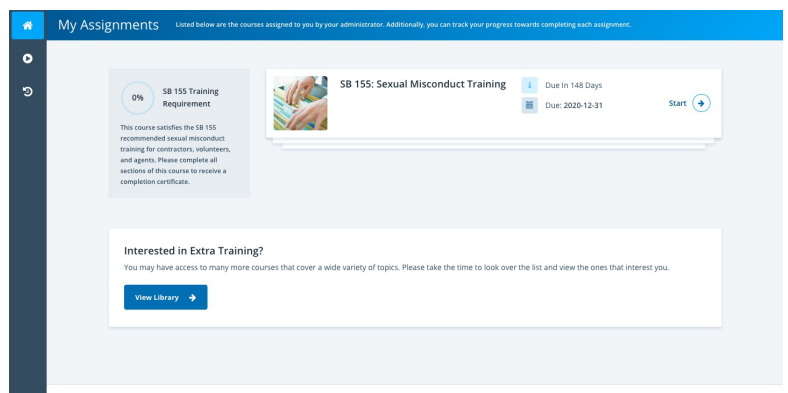 My Assignments
Listed below are the courses assigned to you by your administrator. Additionally, you can track your progress towards completing each assignment.
0%
SB 155 Training
Requirement
This course satisfies the SB 155
recommended sexual misconduct
training for contractors, volunteers,
and agents. Please complete all
sections of this course to receive a
completion certificate.
SB 155: Sexual Misconduct Training
i Due In 148 Days
Due: 2020-12-31
Start
Interested in Extra Training?
You may have access to many more courses that cover a wide variety of topics. Please take the time to look over the list and view the ones that interest you.
View Library